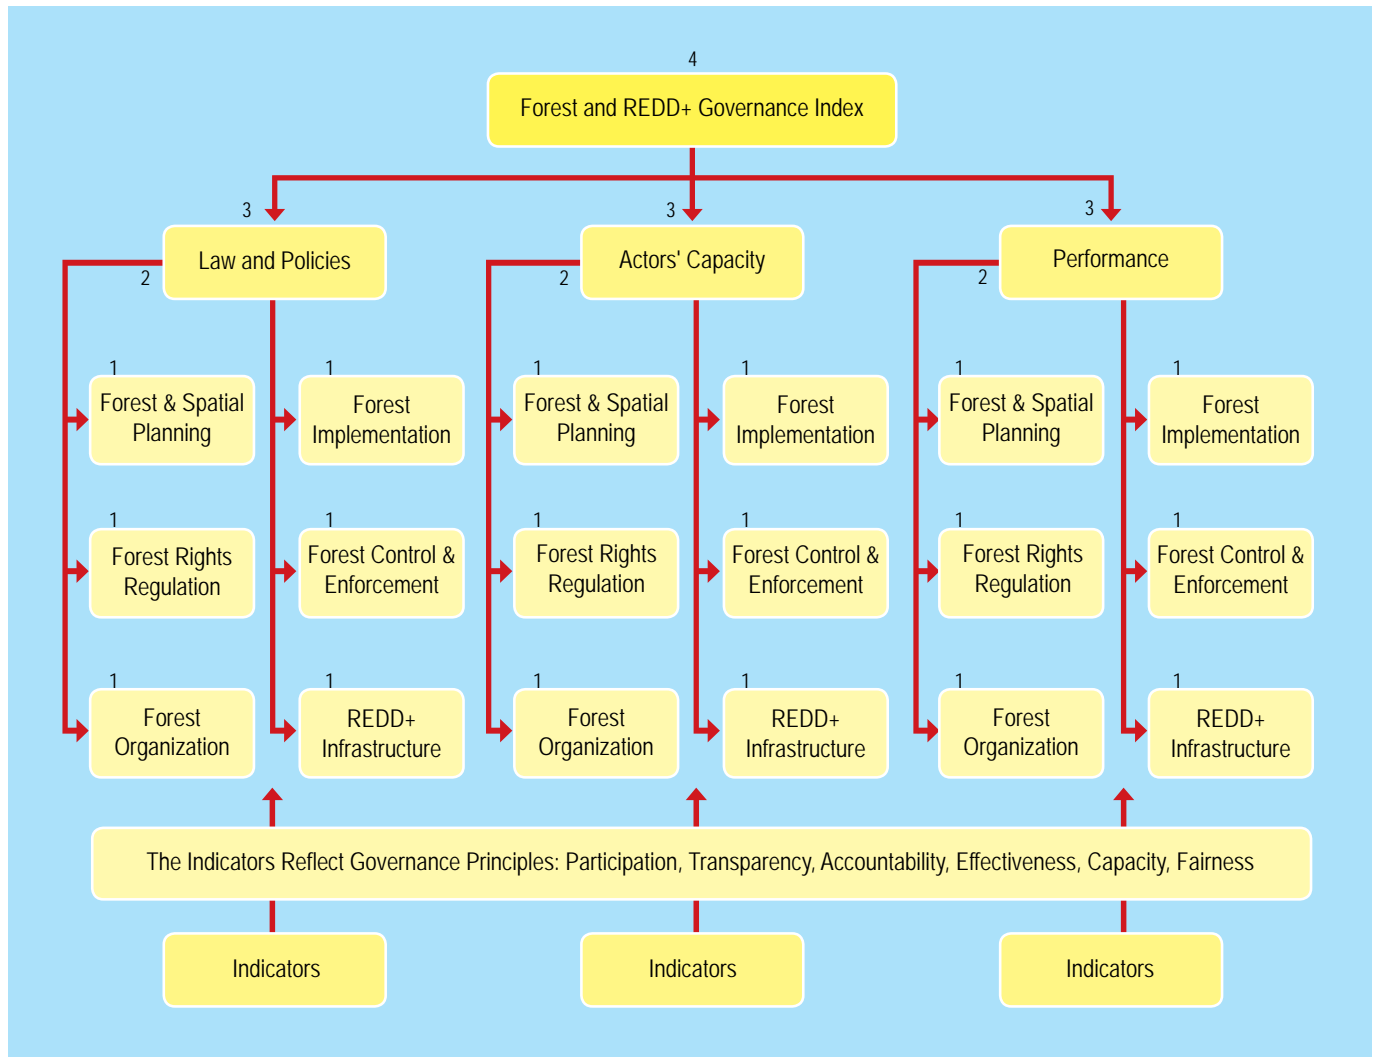 4
Forest and REDD+ Governance Index
3
3
3
Law and Policies
Actors' Capacity
Performance
2
2
2
1
1
1
1
1
1
Forest & Spatial
Planning
Forest
Implementation
Forest & Spatial
Planning
Forest
Implementation
Forest & Spatial
Planning
Forest
Implementation
1
1
1
1
1
1
Forest Rights
Regulation
Forest Control &
Enforcement
Forest Rights
Regulation
Forest Control &
Enforcement
Forest Rights
Regulation
Forest Control &
Enforcement
1
1
1
1
1
1
Forest
Organization
REDD+
Infrastructure
Forest
Organization
REDD+
Infrastructure
Forest
Organization
REDD+
Infrastructure
The Indicators Reflect Governance Principles: Participation, Transparency, Accountability, Effectiveness, Capacity, Fairness
Indicators
Indicators
Indicators